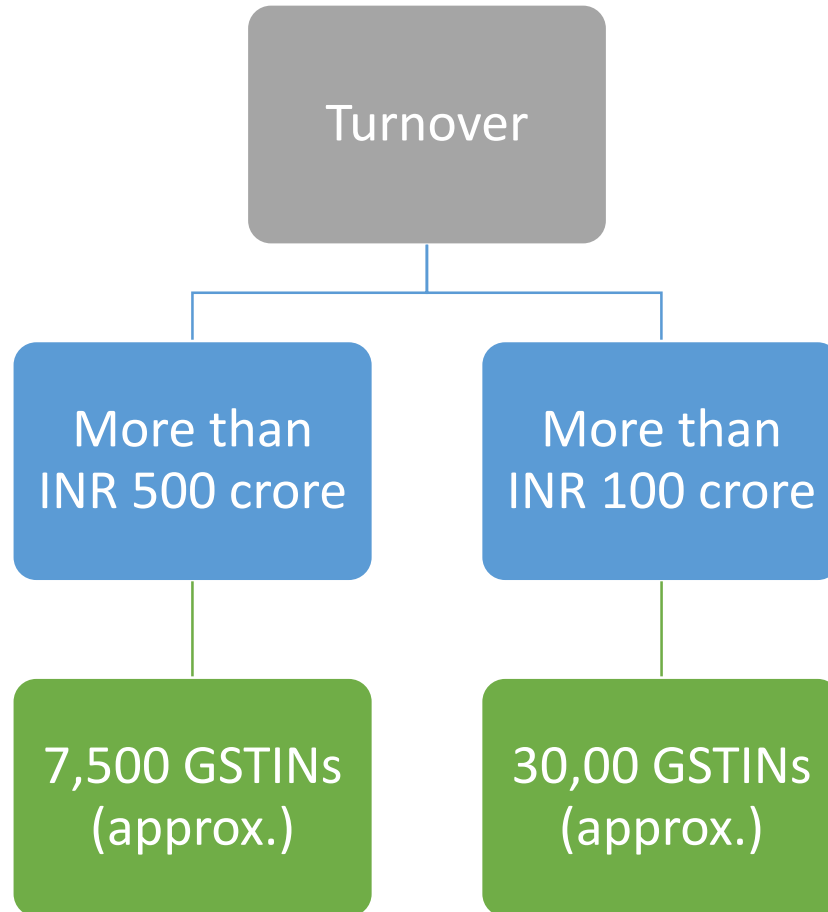 Turnover
More than
INR 500 crore
More than
INR 100 crore
7,500 GSTINs
(approx.)
30,00 GSTINs
(approx.)